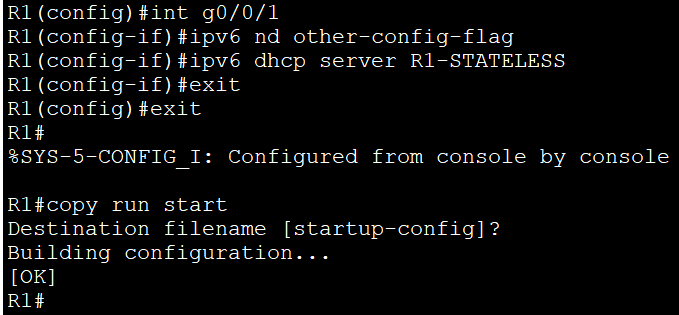 R1(config)#int g0/0/1
R1(config-if)#ipv6 nd other-config-flag
R1(config-if)#ipv6 dhcp server R1-STATELESS
R1(config-if)#exit
R1(config)#exit
R1#
%SYS-5-CONFIG_I: Configured from console by console
R1#copy run start
Destination filename [startup-config]?
Building configuration...
[OK]
R1#